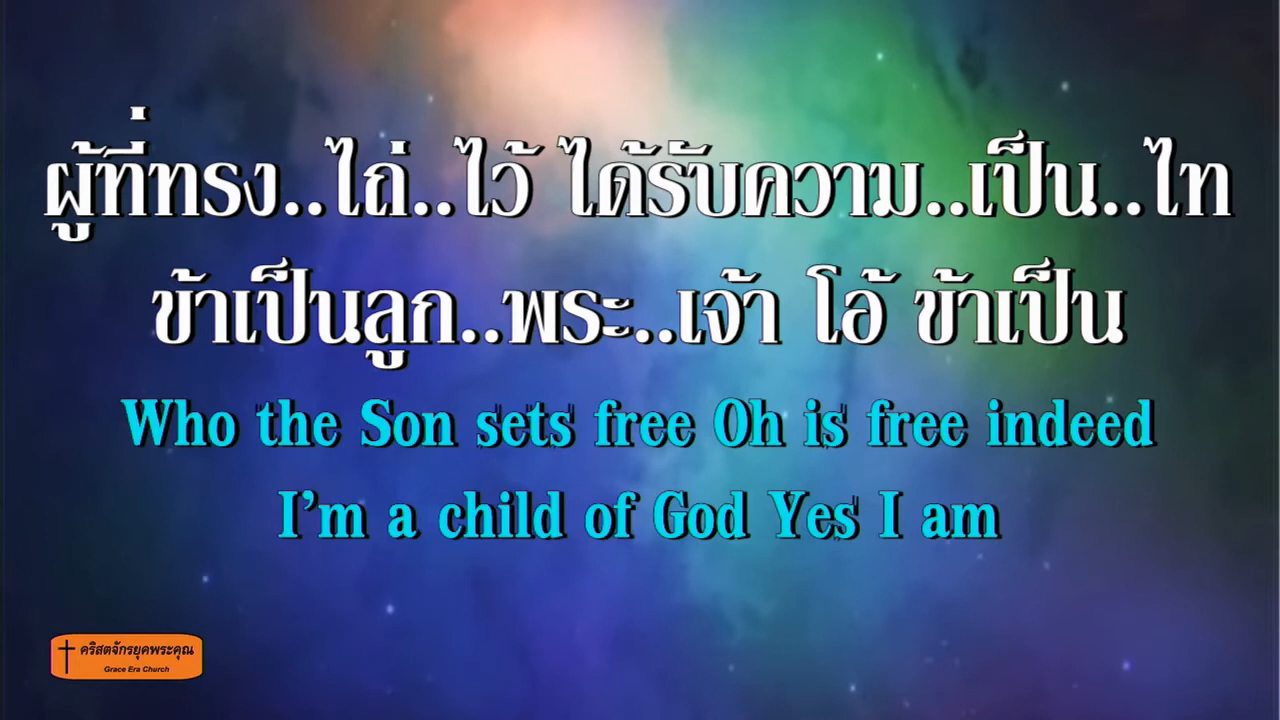 ผู้ที่ทรง..ไถ่..ไว้ ได้รับความ..เป็น..ไท
ข้าเป็นลูก..พระ..เจ้า โอ้ ข้าเป็น
Who the Son sets free Oh is free indeed
I'm a child of God Yes I am
คริสตจักรยุคพระคุณ
Grace Era Church